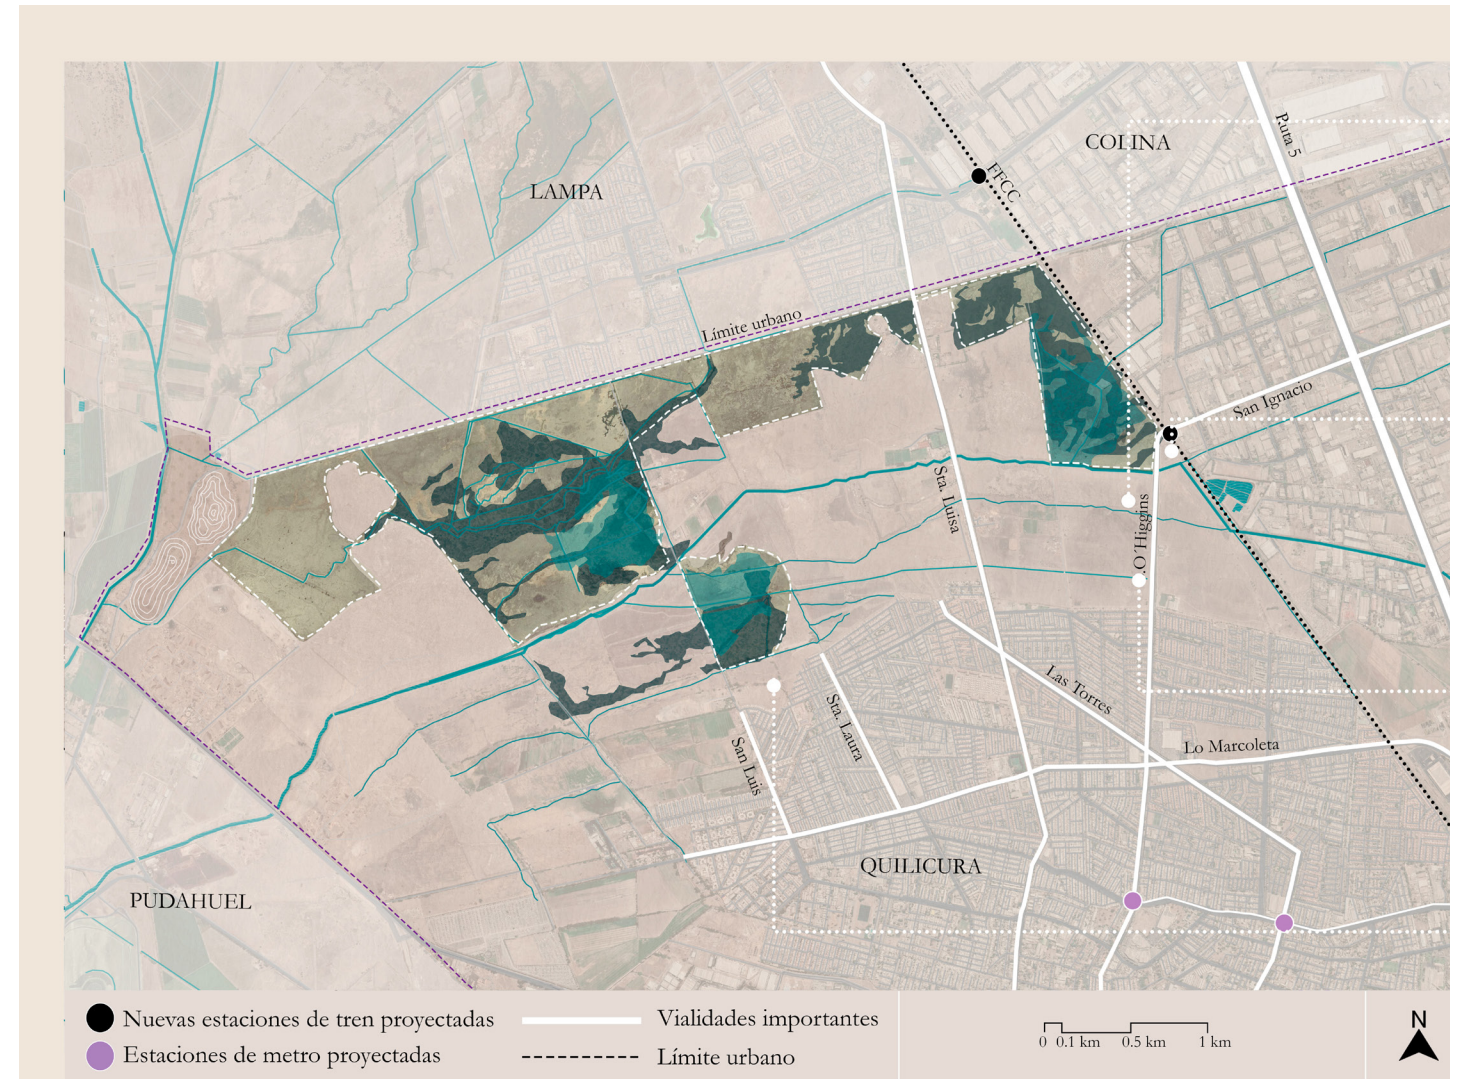 COLINA
Ruta 5
FFCC
LAMPA
Límite urbano
San Ignacio
Sta. Luisa
O'Higgins
Las Torres
Sta. Laura
San Luis
Lo Marcoleta
QUILICURA
PUDAHUEL
Nuevas estaciones de tren proyectadas
Vialidades importantes
Estaciones de metro proyectadas
Límite urbano
0 0.1 km 0.5 km 1 km
N